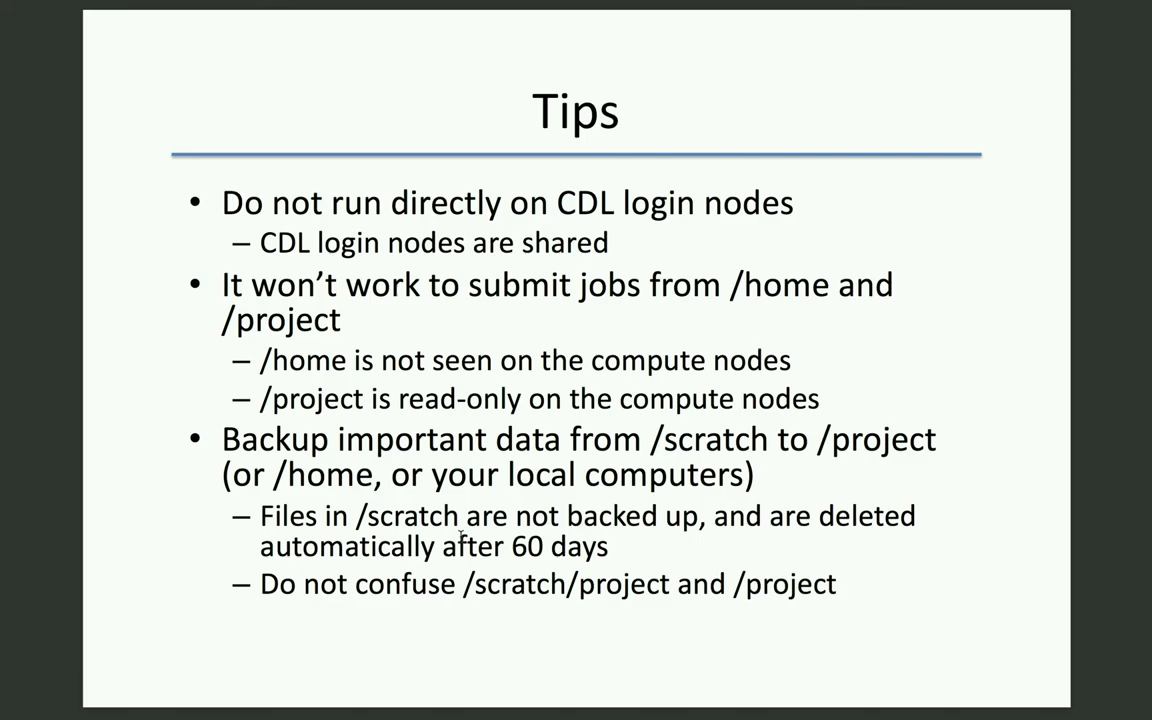 Tips
• Do not run directly on CDL login nodes
– CDL login nodes are shared
• It won’t work to submit jobs from /home and
/project
– /home is not seen on the compute nodes
– /project is read-only on the compute nodes
• Backup important data from /scratch to /project
(or /home, or your local computers)
– Files in /scratch are not backed up, and are deleted
automatically after 60 days
– Do not confuse /scratch/project and /project